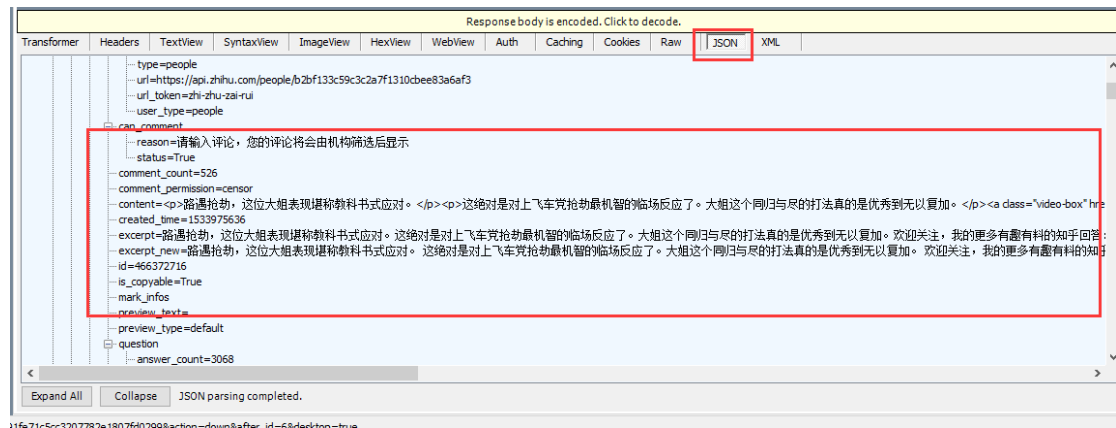 Response body is encoded. Click to decode.
Transformer Headers TextView SyntaxView ImageView HexView WebView Auth Caching Cookies Raw JSON XML
type=people
url=https://api.zhihu.com/people/b2bf133c59c3c2a7f1310cbee83a6af3
url_token=zhi-zhu-zai-rui
user_type=people
can_comment
reason=请输入评论，您的评论将会由机构筛选后显示
status=True
comment_count=526
comment_permission=censor
content=<p>路遇抢劫，这位大姐表现堪称教科书式应对。</p><p>这绝对是对上飞车党抢劫最机智的临场反应了。大姐这个同归与尽的打法真的是优秀到无以复加。</p><a class="video-box" hre
created_time=1533975636
excerpt=路遇抢劫，这位大姐表现堪称教科书式应对。这绝对是对上飞车党抢劫最机智的临场反应了。大姐这个同归与尽的打法真的是优秀到无以复加。欢迎关注，我的更多有趣有料的知乎回答：
excerpt_new=路遇抢劫，这位大姐表现堪称教科书式应对。 这绝对是对上飞车党抢劫最机智的临场反应了。大姐这个同归与尽的打法真的是优秀到无以复加。 欢迎关注，我的更多有趣有料的知乎
id=466372716
is_copyable=True
mark_infos
preview_text=
preview_type=default
question
answer_count=3068
Expand All Collapse JSON parsing completed.
91fe71c5cc3207782e1807fd0299&action=down&after_id=6&desktop=true